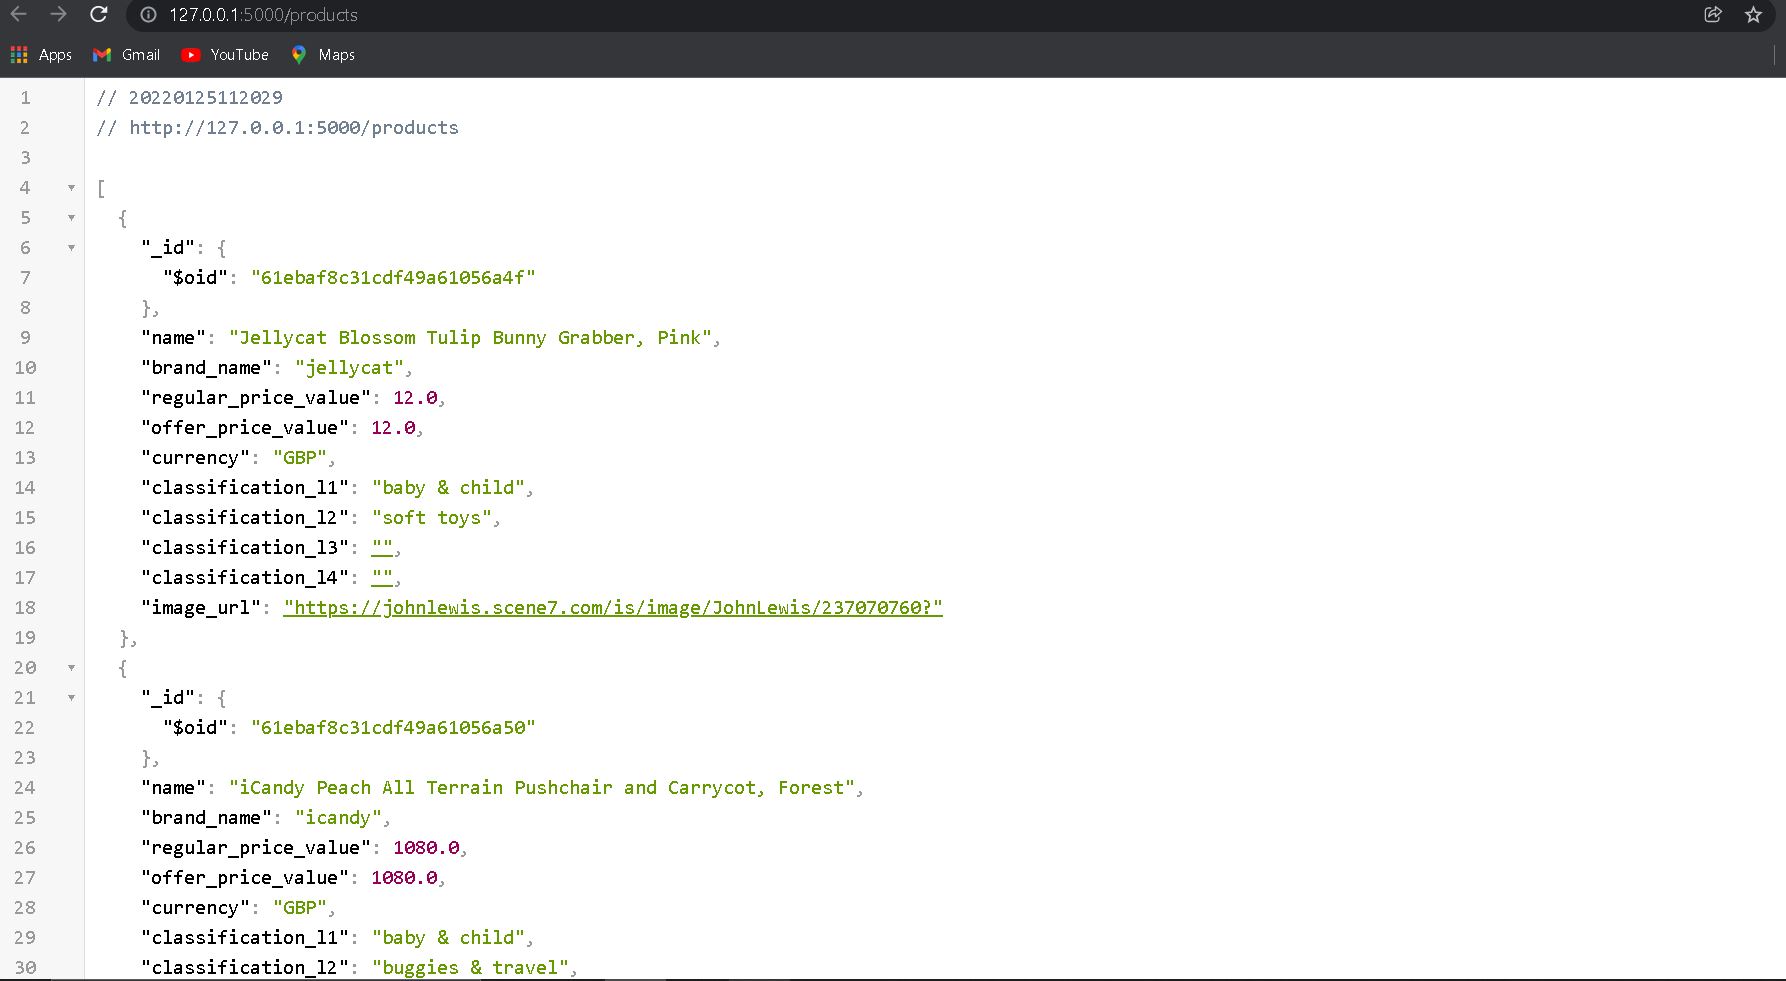 127.0.0.1:5000/products
Apps Gmail YouTube Maps
1 // 20220125112029
2 // http://127.0.0.1:5000/products
3
4 [
5 {
6 "_id": {
7 "$oid": "61ebaf8c31cdf49a61056a4f"
8 },
9 "name": "Jellycat Blossom Tulip Bunny Grabber, Pink",
10 "brand_name": "jellycat",
11 "regular_price_value": 12.0,
12 "offer_price_value": 12.0,
13 "currency": "GBP",
14 "classification_l1": "baby & child",
15 "classification_l2": "soft toys",
16 "classification_l3": "",
17 "classification_l4": "",
18 "image_url": "https://johnlewis.scene7.com/is/image/JohnLewis/237070760?"
19 },
20 {
21 "_id": {
22 "$oid": "61ebaf8c31cdf49a61056a50"
23 },
24 "name": "iCandy Peach All Terrain Pushchair and Carrycot, Forest",
25 "brand_name": "icandy",
26 "regular_price_value": 1080.0,
27 "offer_price_value": 1080.0,
28 "currency": "GBP",
29 "classification_l1": "baby & child",
30 "classification_l2": "buggies & travel",